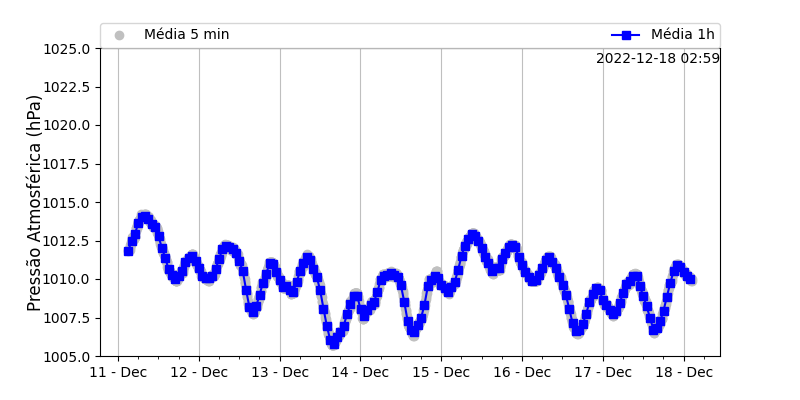 Média 5 min
Média 1h
2022-12-18 02:59
Pressão Atmosférica (hPa)
1025.0
1022.5
1020.0
1017.5
1015.0
1012.5
1010.0
1007.5
1005.0
11 - Dec
12 - Dec
13 - Dec
14 - Dec
15 - Dec
16 - Dec
17 - Dec
18 - Dec